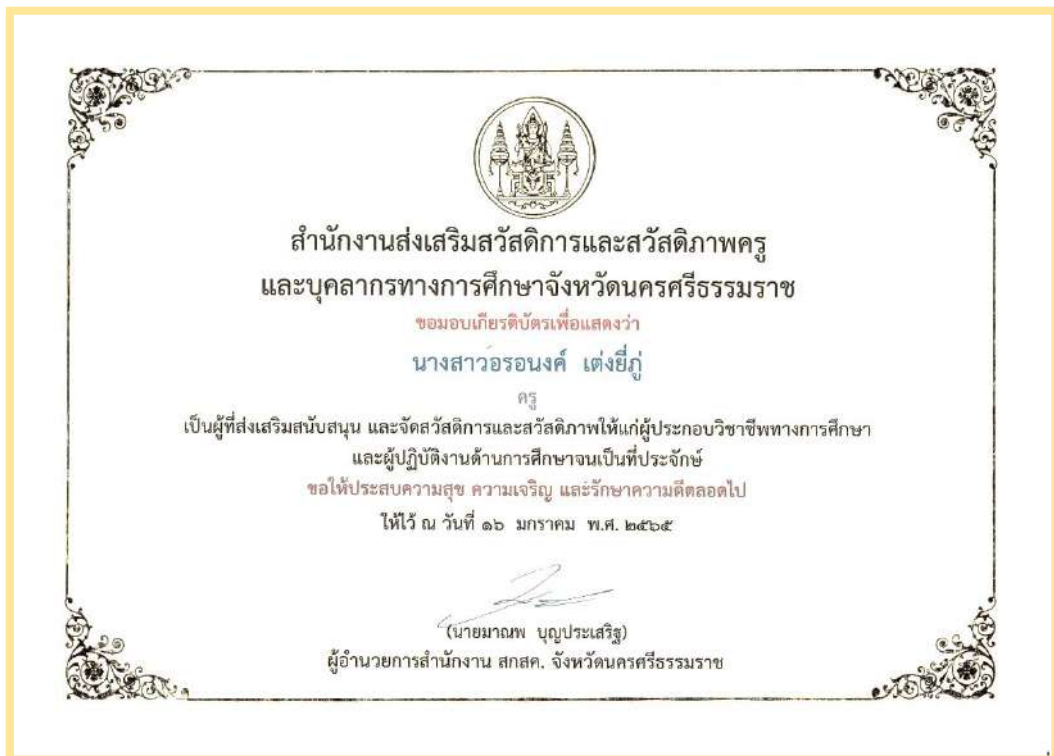 สำนักงานส่งเสริมสวัสดิการและสวัสดิภาพครู
และบุคลากรทางการศึกษาจังหวัดนครศรีธรรมราช
ขอมอบเกียรติบัตรเพื่อแสดงว่า
นางสาวอรอนงค์ เต่งยี่ภู่
ครู
เป็นผู้ที่ส่งเสริมสนับสนุน และจัดสวัสดิการและสวัสดิภาพให้แก่ผู้ประกอบวิชาชีพทางการศึกษา
และผู้ปฏิบัติงานด้านการศึกษาจนเป็นที่ประจักษ์
ขอให้ประสบความสุข ความเจริญ และรักษาความดีตลอดไป
ให้ไว้ ณ วันที่ ๑๖ มกราคม พ.ศ. ๒๕๖๕
(นายมาณพ บุญประเสริฐ)
ผู้อำนวยการสำนักงาน สกสค. จังหวัดนครศรีธรรมราช